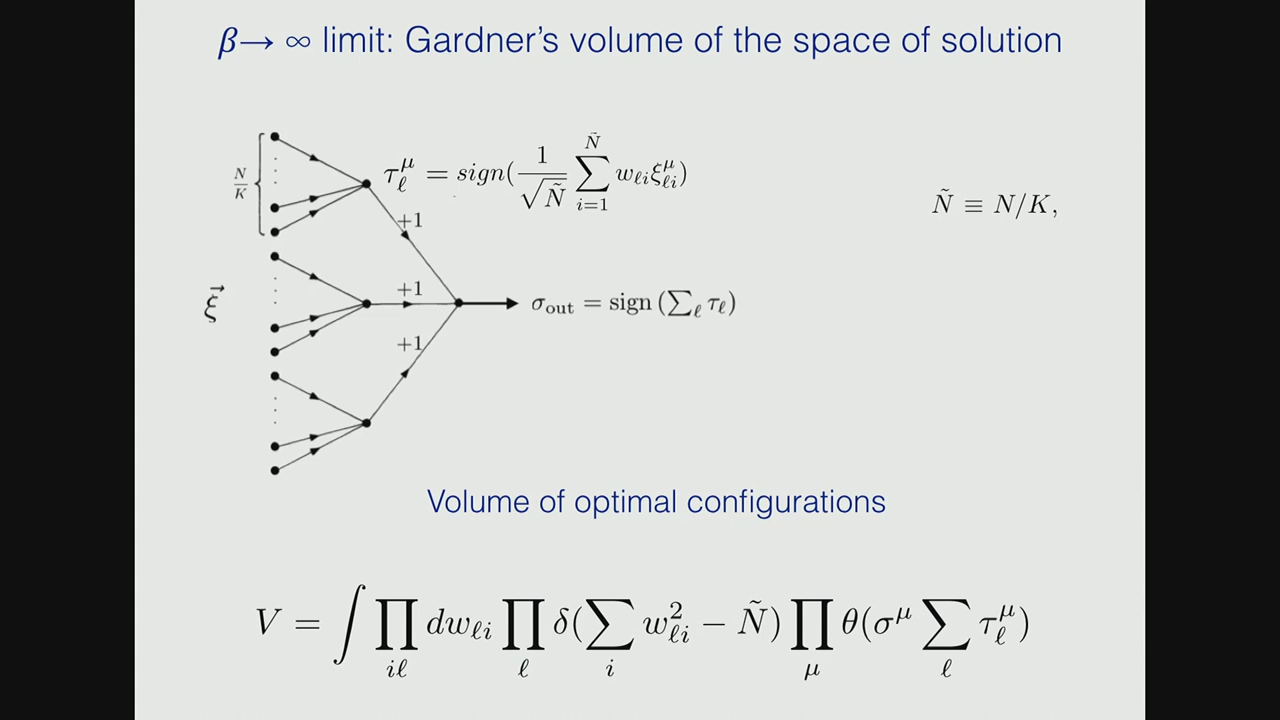 β→ ∞ limit: Gardner's volume of the space of solution
N/K
τ_ℓ^μ = sign(1/√Ñ ∑_{i=1}^{Ñ} w_{ℓi} ξ_{ℓi}^μ)
Ñ ≡ N/K,
+1
+1
ξ⃗
σ_out = sign (∑_ℓ τ_ℓ)
+1
Volume of optimal configurations
V = ∫ ∏_{iℓ} dw_{ℓi} ∏_ℓ δ(∑_i w_{ℓi}^2 − Ñ) ∏_μ θ(σ^μ ∑_ℓ τ_ℓ^μ)